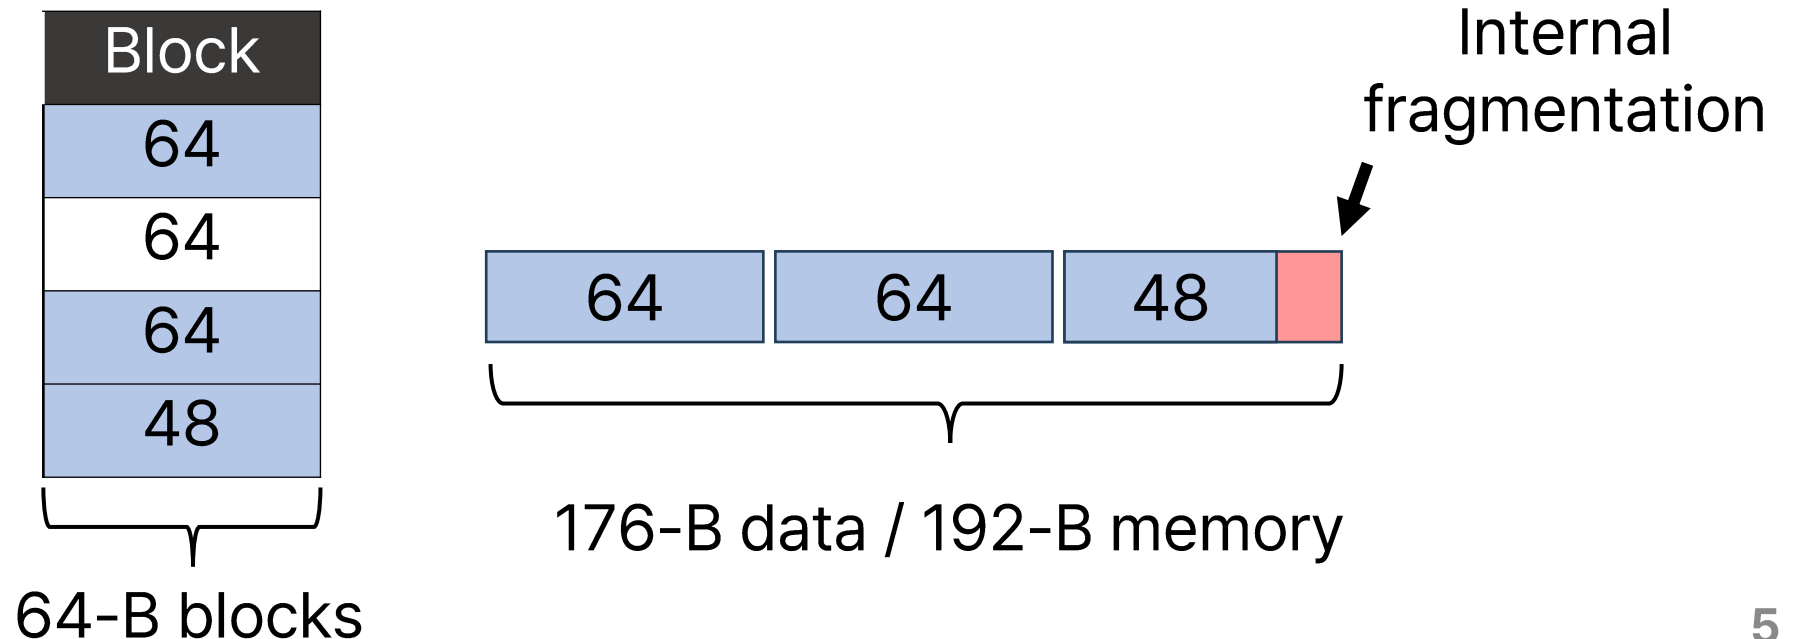 Block
64
64
64
48
64-B blocks
Internal
fragmentation
64 64 48
176-B data / 192-B memory
5